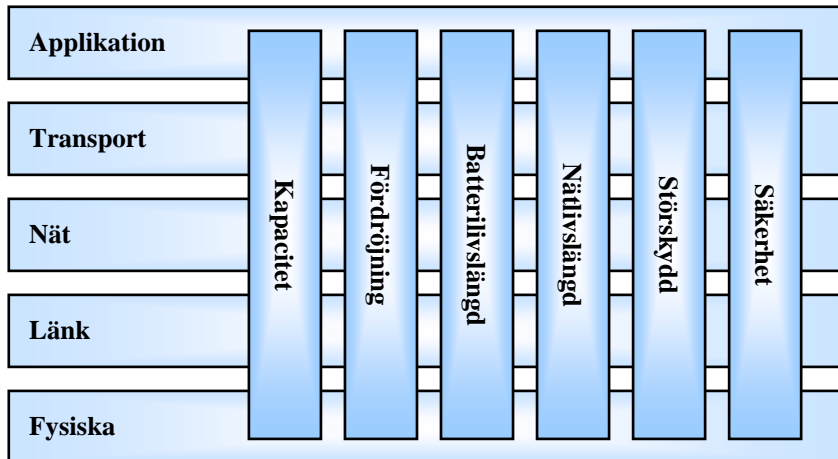 Applikation
Transport
Nät
Länk
Fysiska
Kapacitet
Fördröjning
Batterilivslängd
Nätlivslängd
Störskydd
Säkerhet